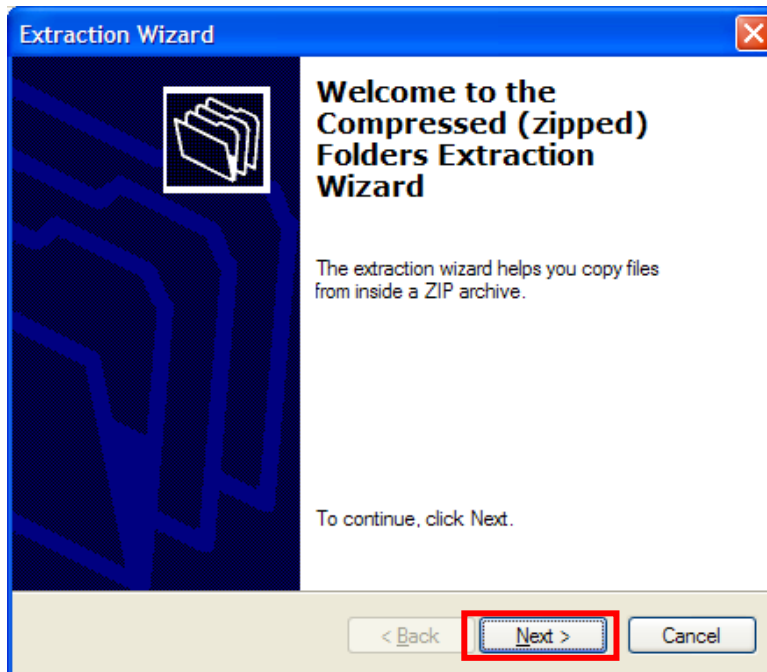 Extraction Wizard
Welcome to the
Compressed (zipped)
Folders Extraction
Wizard
The extraction wizard helps you copy files
from inside a ZIP archive.
To continue, click Next.
< Back Next > Cancel